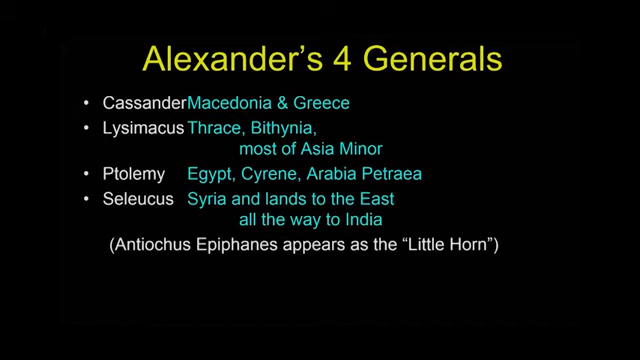 Alexander's 4 Generals
• Cassander Macedonia & Greece
• Lysimacus Thrace, Bithynia,
most of Asia Minor
• Ptolemy Egypt, Cyrene, Arabia Petraea
• Seleucus Syria and lands to the East
all the way to India
(Antiochus Epiphanes appears as the “Little Horn”)